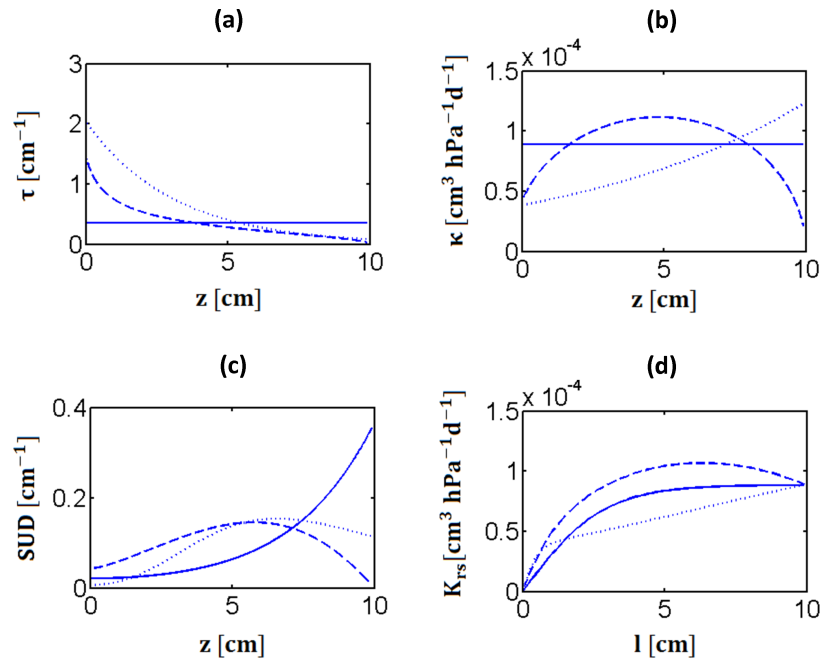 (a)
3
2
1
0
τ [cm⁻¹]
0 5 10
z [cm]
(b)
1.5 x 10⁻⁴
1
0.5
0
κ [cm³ hPa⁻¹d⁻¹]
0 5 10
z [cm]
(c)
0.4
0.2
0
SUD [cm⁻¹]
0 5 10
z [cm]
(d)
1.5 x 10⁻⁴
1
0.5
0
Kᵣₛ[cm³ hPa⁻¹d⁻¹]
0 5 10
l [cm]